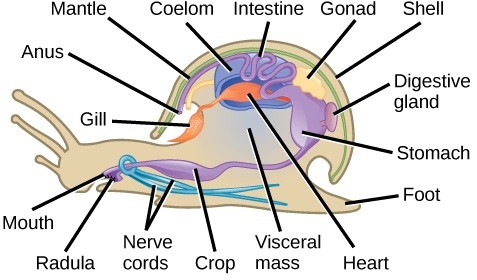 Mantle
Coelom
Intestine
Gonad
Shell
Anus
Digestive
gland
Gill
Stomach
Foot
Mouth
Radula
Nerve
cords
Crop
Visceral
mass
Heart